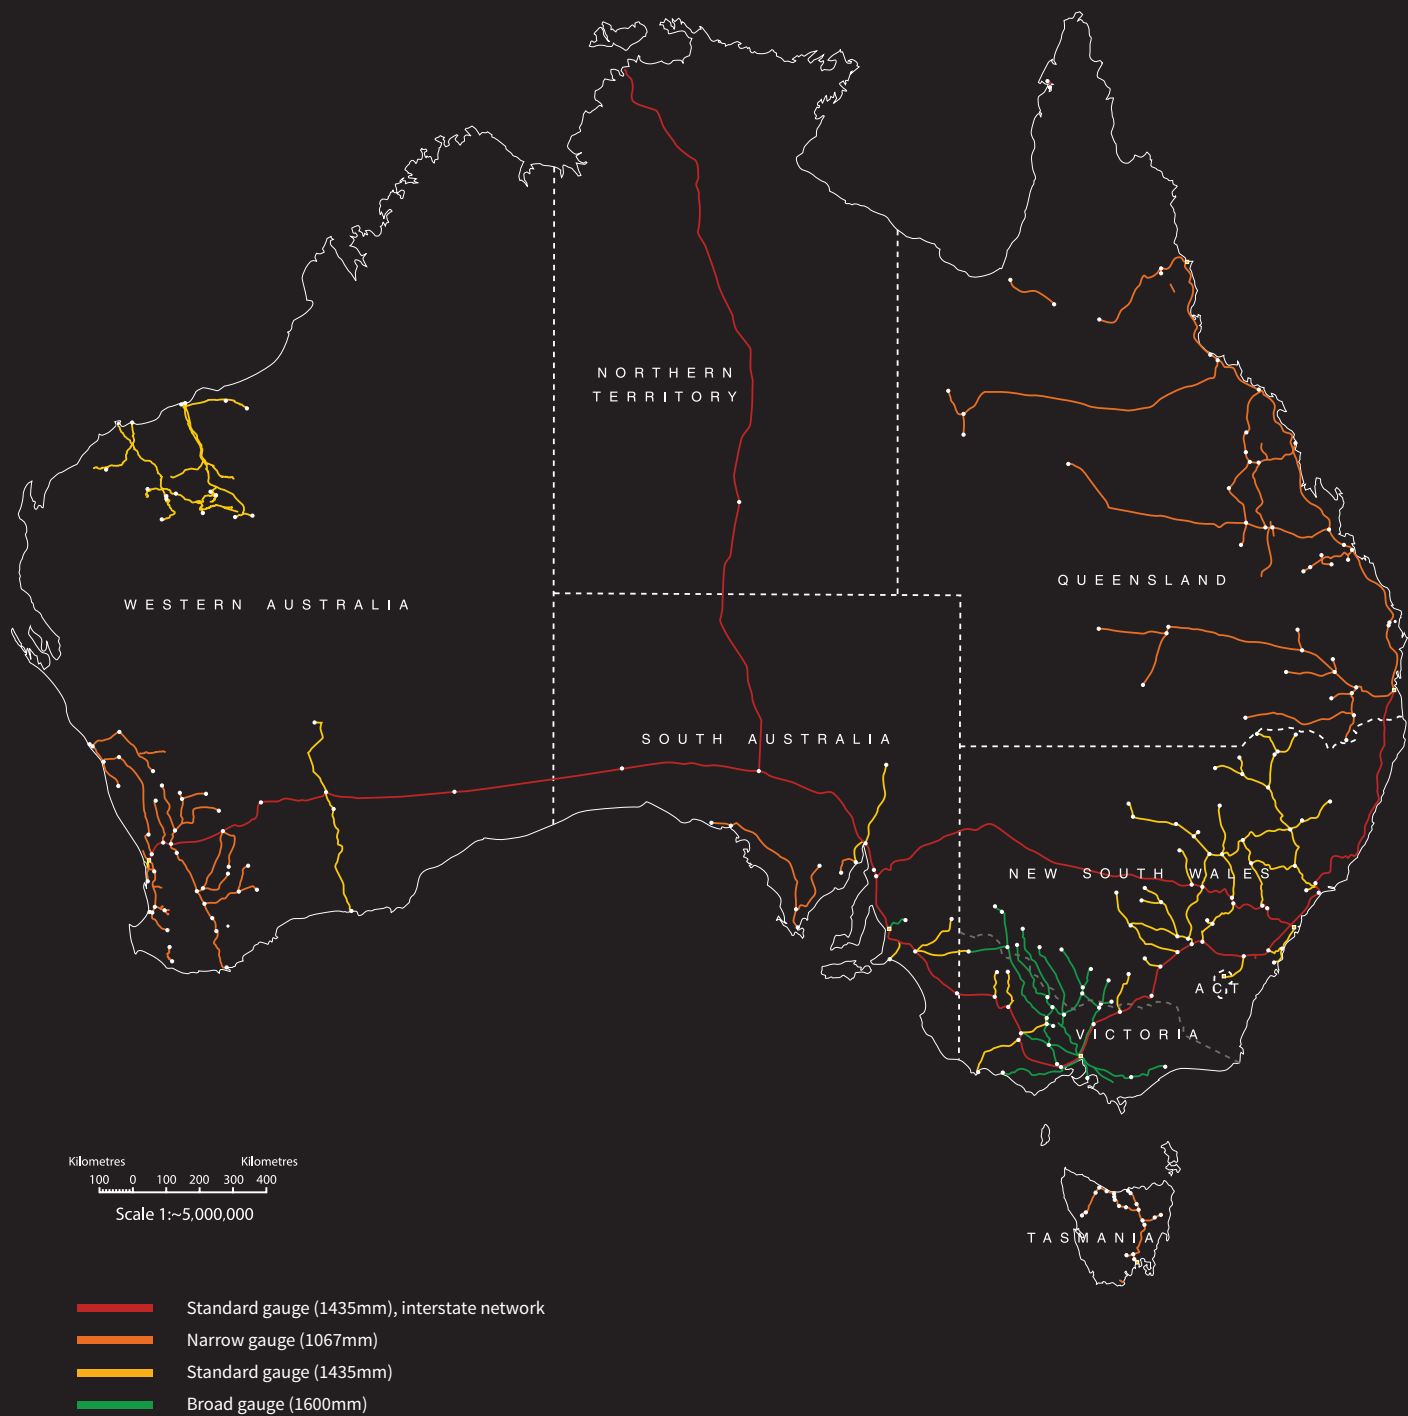 NORTHERN
TERRITORY
QUEENSLAND
WESTERN AUSTRALIA
SOUTH AUSTRALIA
NEW SOUTH WALES
ACT
VICTORIA
TASMANIA
Kilometres Kilometres
100 0 100 200 300 400
Scale 1:~5,000,000
Standard gauge (1435mm), interstate network
Narrow gauge (1067mm)
Standard gauge (1435mm)
Broad gauge (1600mm)